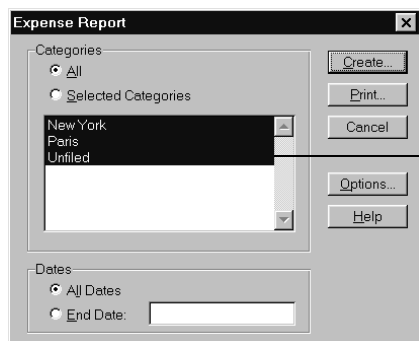 Expense Report
Categories
All
Selected Categories
New York
Paris
Unfiled
Dates
All Dates
End Date:
Create...
Print...
Cancel
Options...
Help